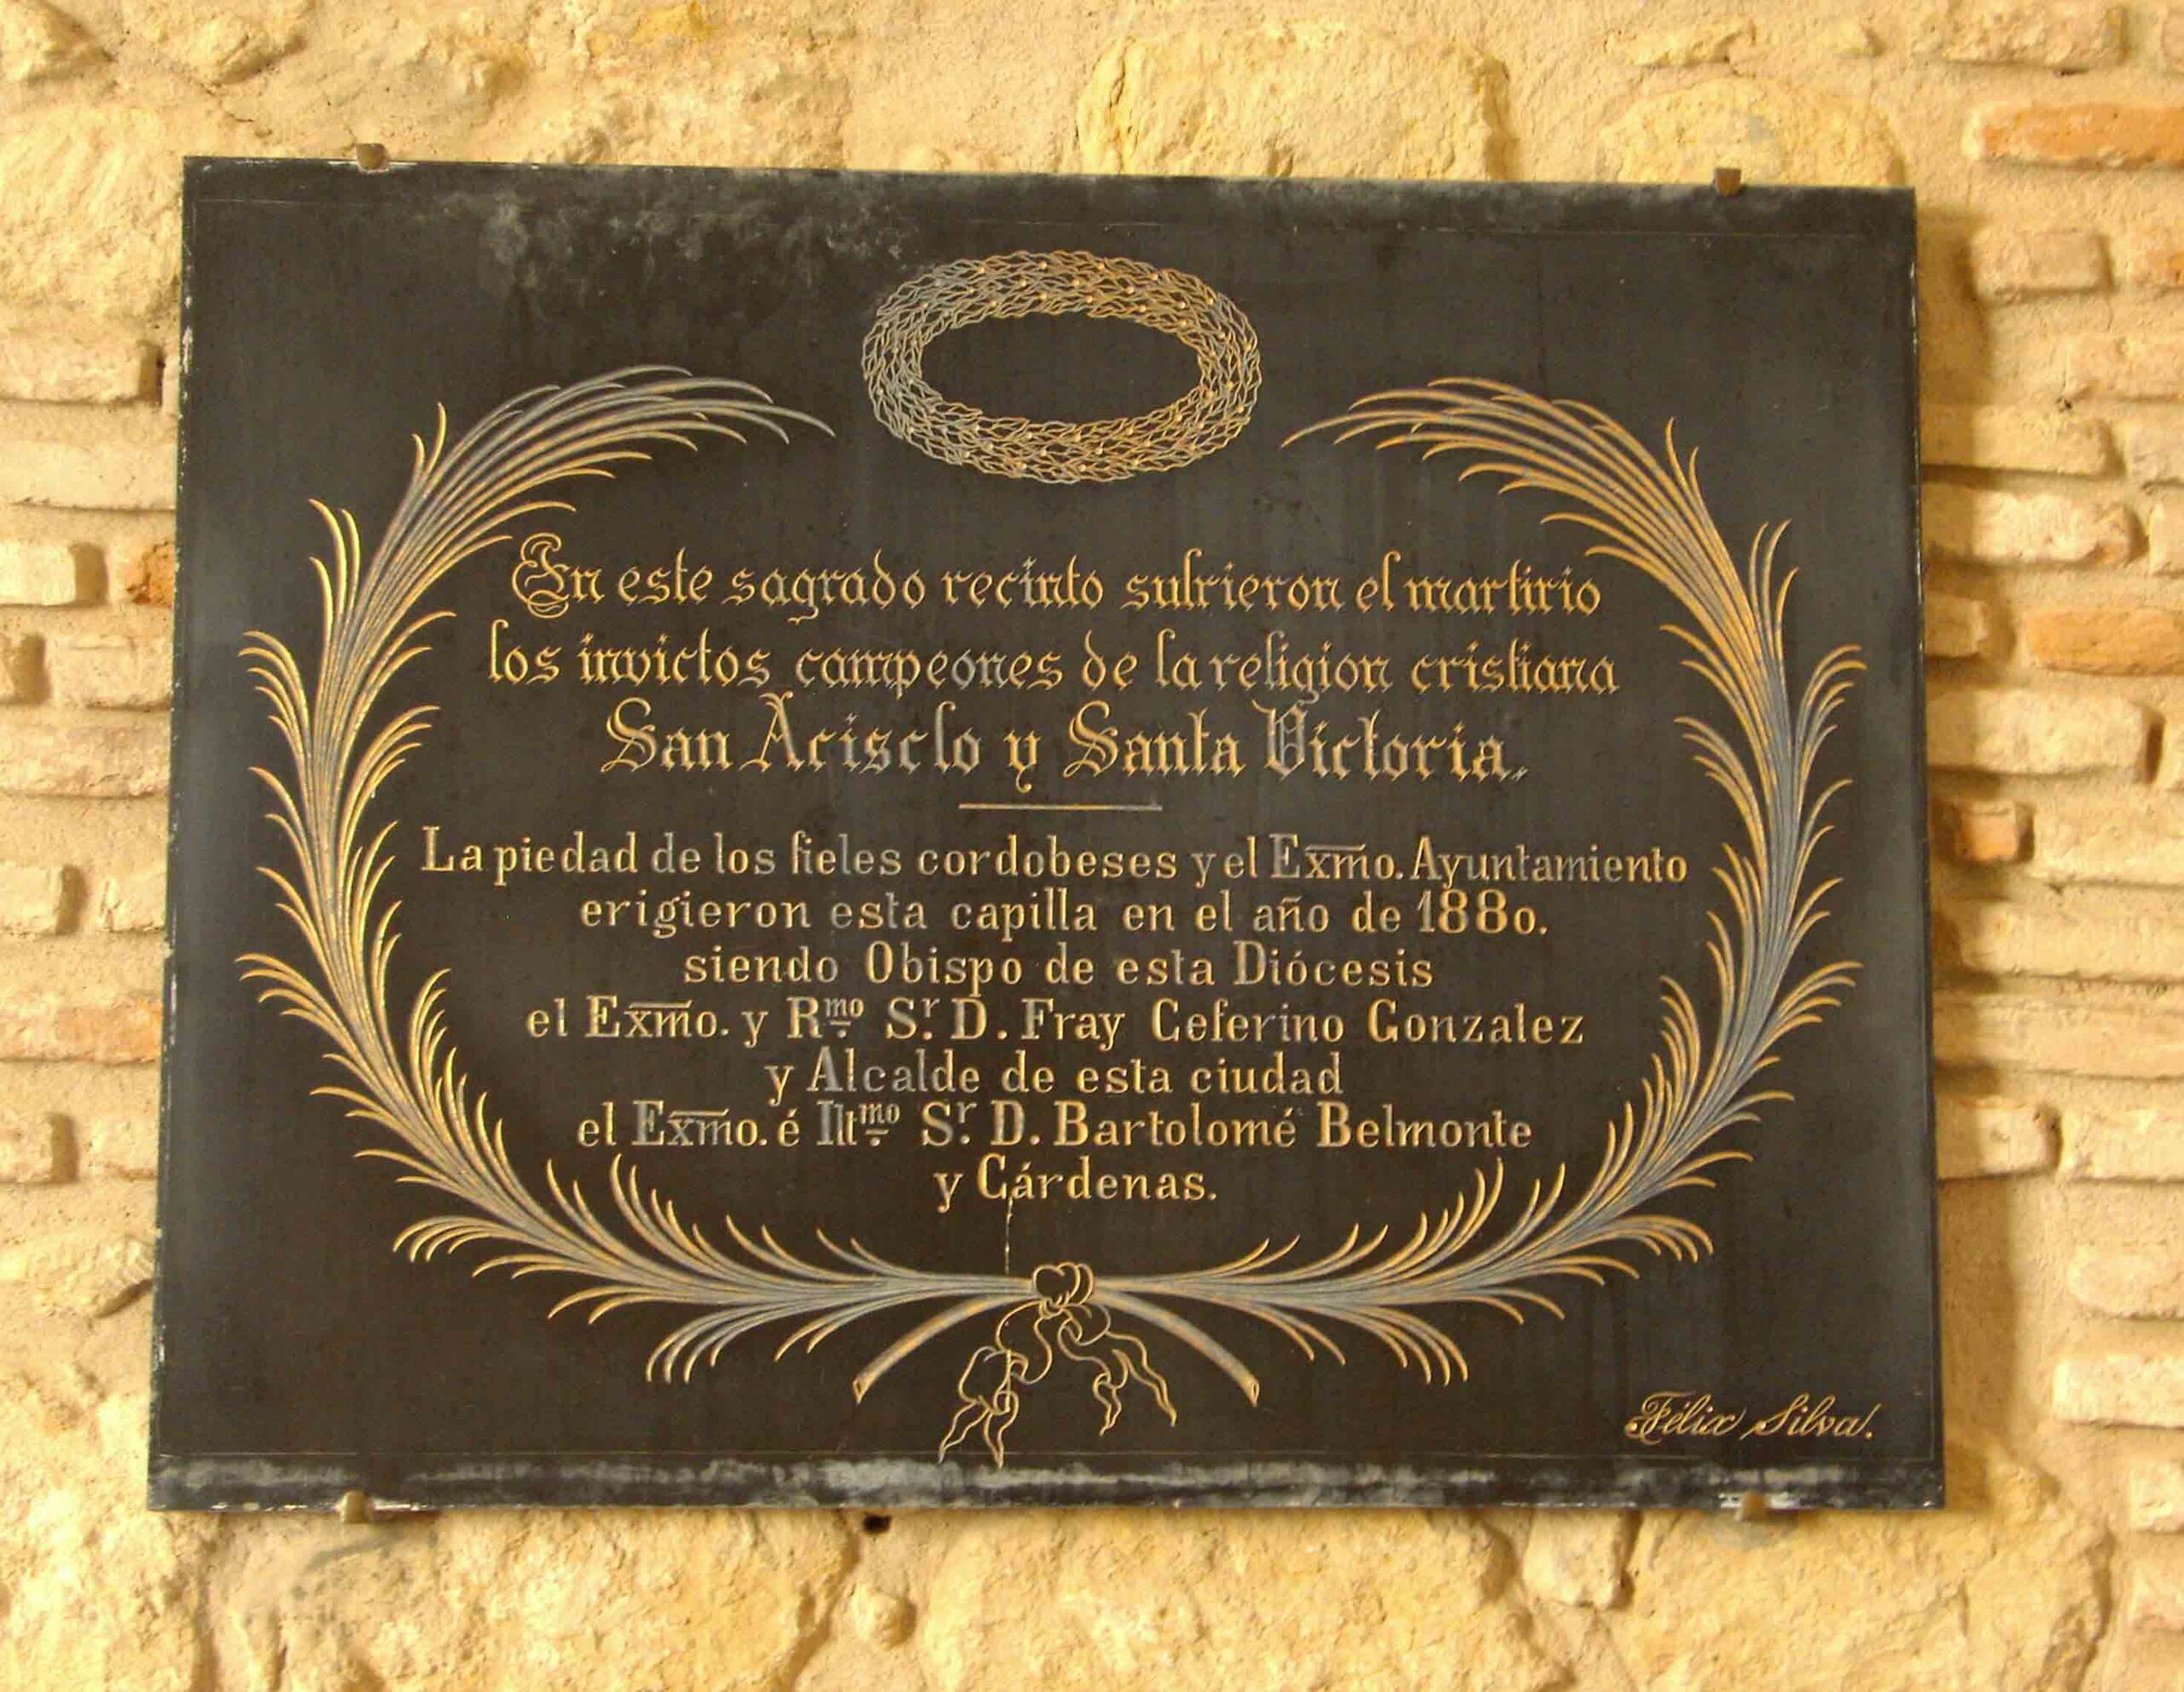 En este sagrado recinto sufrieron el martirio
los invictos campeones de la religion cristiana
San Acisclo y Santa Victoria.
La piedad de los fieles cordobeses y el Exmo. Ayuntamiento
erigieron esta capilla en el año de 1880.
siendo Obispo de esta Diócesis
el Exmo. y Rmo Sr. D. Fray Ceferino Gonzalez
y Alcalde de esta ciudad
el Exmo. é Iltmo Sr. D. Bartolomé Belmonte
y Cárdenas.
Félix Silva.